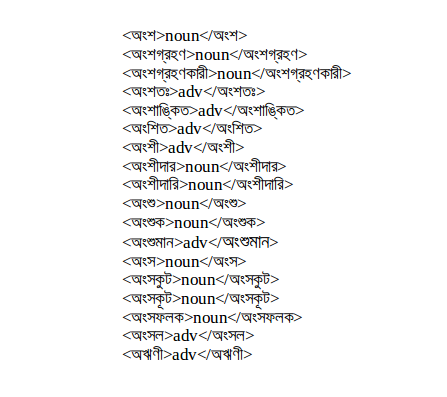 <অংশ>noun</অংশ>
<অংশগ্রহণ>noun</অংশগ্রহণ>
<অংশগ্রহণকারী>noun</অংশগ্রহণকারী>
<অংশতঃ>adv</অংশতঃ>
<অংশাঙ্কিত>adv</অংশাঙ্কিত>
<অংশিত>adv</অংশিত>
<অংশী>adv</অংশী>
<অংশীদার>noun</অংশীদার>
<অংশীদারি>noun</অংশীদারি>
<অংশু>noun</অংশু>
<অংশুক>noun</অংশুক>
<অংশুমান>adv</অংশুমান>
<অংস>noun</অংস>
<অংসকুট>noun</অংসকুট>
<অংসকূট>noun</অংসকূট>
<অংসফলক>noun</অংসফলক>
<অংসল>adv</অংসল>
<অঋণী>adv</অঋণী>